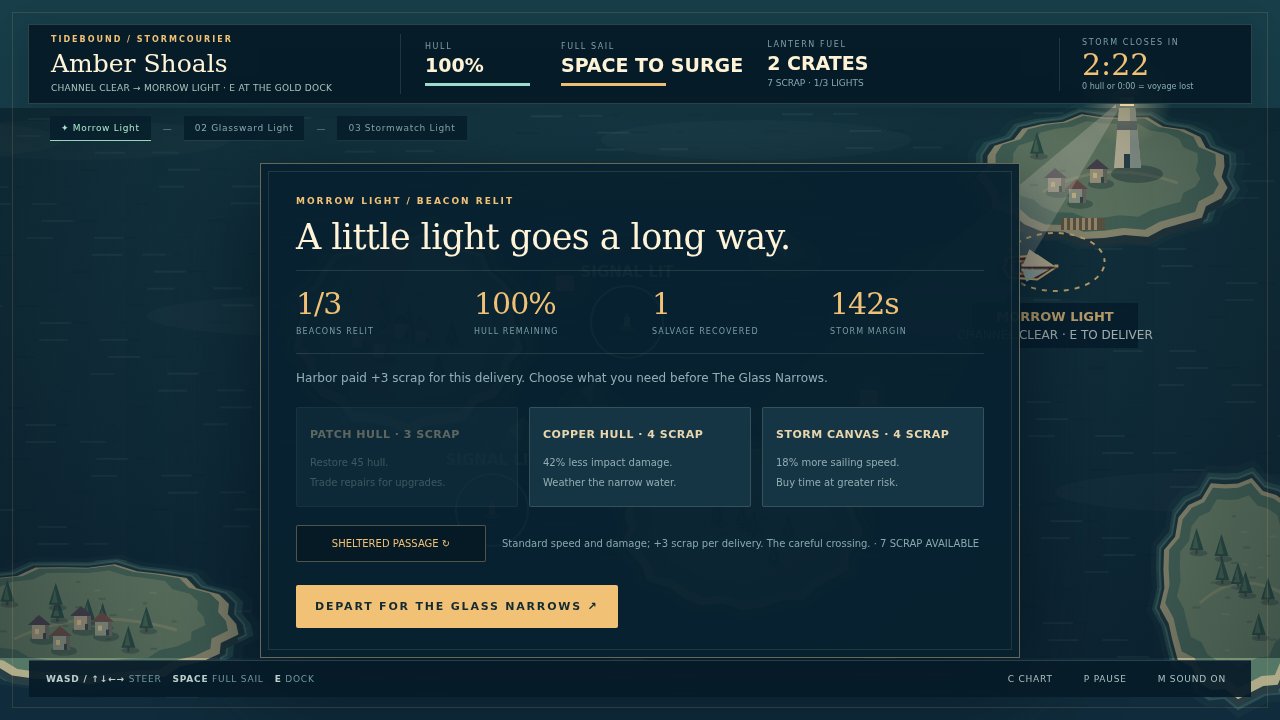 TIDEBOUND / STORMCOURIER
Amber Shoals
CHANNEL CLEAR → MORROW LIGHT · E AT THE GOLD DOCK
HULL
100%
FULL SAIL
SPACE TO SURGE
LANTERN FUEL
2 CRATES
7 SCRAP · 1/3 LIGHTS
STORM CLOSES IN
2:22
0 hull or 0:00 = voyage lost
✦ Morrow Light — 02 Glassward Light — 03 Stormwatch Light
MORROW LIGHT / BEACON RELIT
A little light goes a long way.
SIGNAL LIT
1/3
BEACONS RELIT
100%
HULL REMAINING
1
SALVAGE RECOVERED
142s
STORM MARGIN
MORROW LIGHT
CHANNEL CLEAR · E TO DELIVER
Harbor paid +3 scrap for this delivery. Choose what you need before The Glass Narrows.
PATCH HULL · 3 SCRAP
Restore 45 hull.
Trade repairs for upgrades.
COPPER HULL · 4 SCRAP
42% less impact damage.
Weather the narrow water.
STORM CANVAS · 4 SCRAP
18% more sailing speed.
Buy time at greater risk.
SHELTERED PASSAGE ↻
Standard speed and damage; +3 scrap per delivery. The careful crossing. · 7 SCRAP AVAILABLE
DEPART FOR THE GLASS NARROWS ↗
WASD / ↑↓←→ STEER SPACE FULL SAIL E DOCK
C CHART P PAUSE M SOUND ON